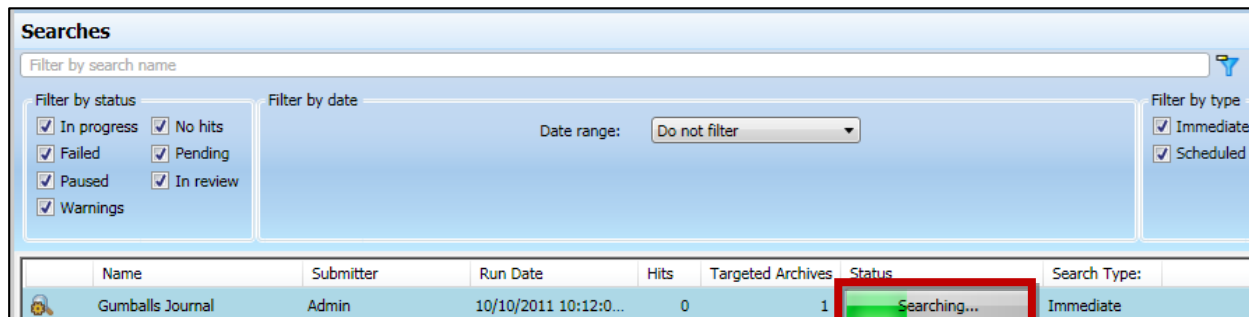 Searches
Filter by search name
Filter by status
Filter by date
Filter by type
In progress No hits
Date range: Do not filter
Immediate
Failed Pending
Scheduled
Paused In review
Warnings
Name Submitter Run Date Hits Targeted Archives Status Search Type:
Gumballs Journal Admin 10/10/2011 10:12:0... 0 1 Searching... Immediate